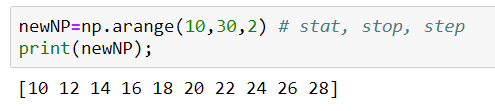 newNP=np.arange(10,30,2) # stat, stop, step
print(newNP);
[10 12 14 16 18 20 22 24 26 28]